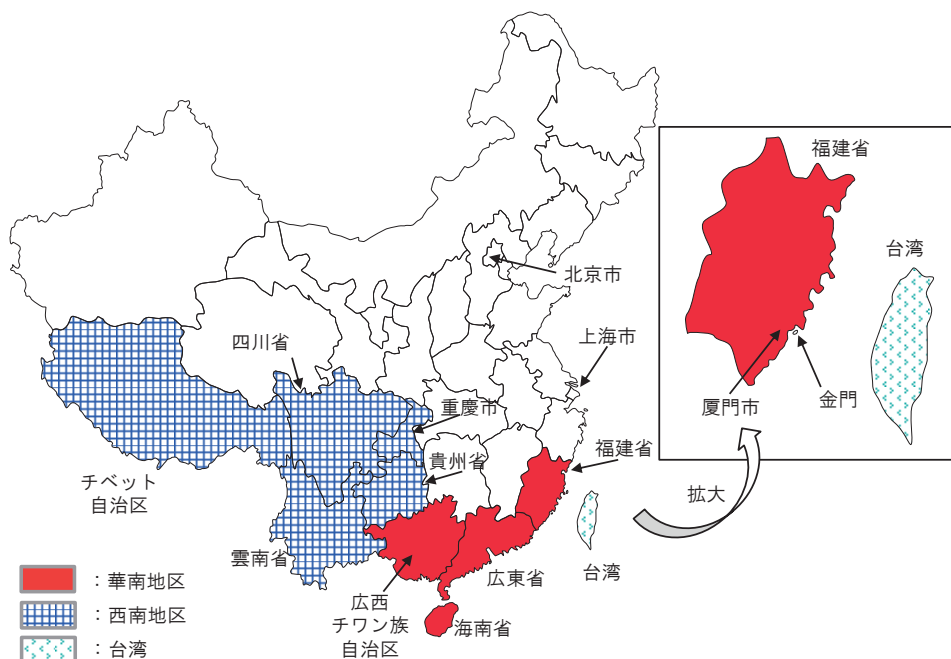 福建省
台湾
北京市
上海市
四川省
厦門市
金門
重慶市
福建省
貴州省
チベット
自治区
拡大
雲南省
台湾
広東省
：華南地区
広西
チワン族
自治区
海南省
：西南地区
：台湾